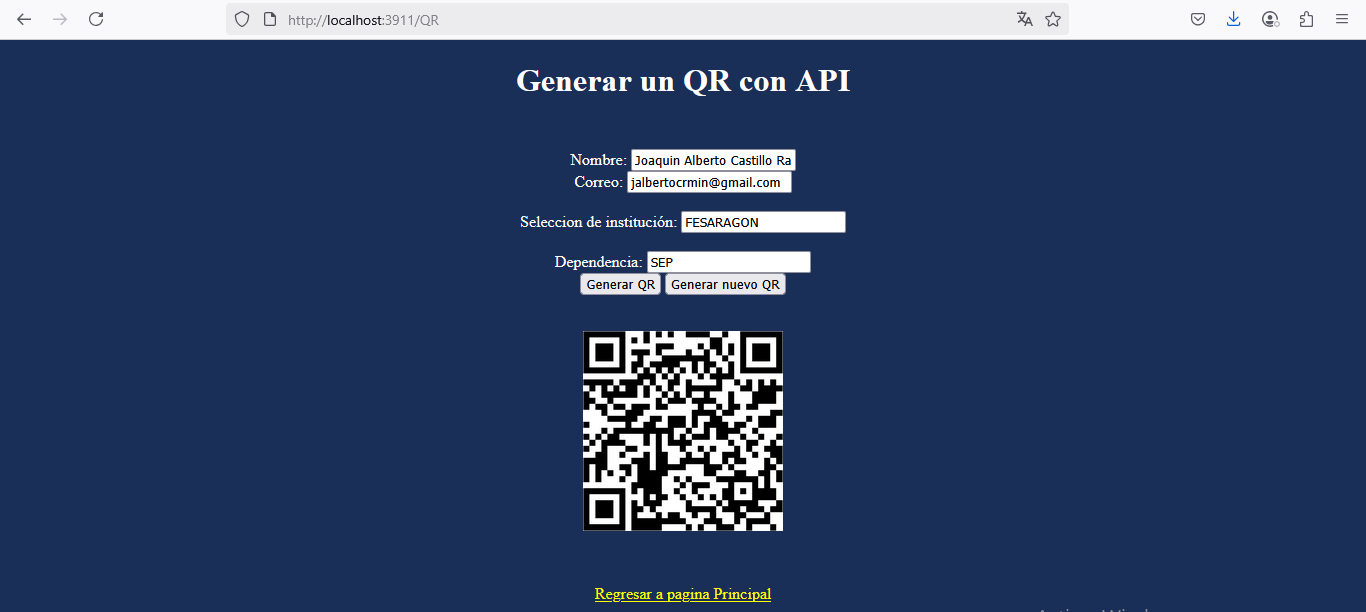 http://localhost:3911/QR
Generar un QR con API
Nombre: Joaquin Alberto Castillo Ra
Correo: jalbertocrmin@gmail.com
Seleccion de institución: FESARAGON
Dependencia: SEP
Generar QR Generar nuevo QR
Regresar a pagina Principal